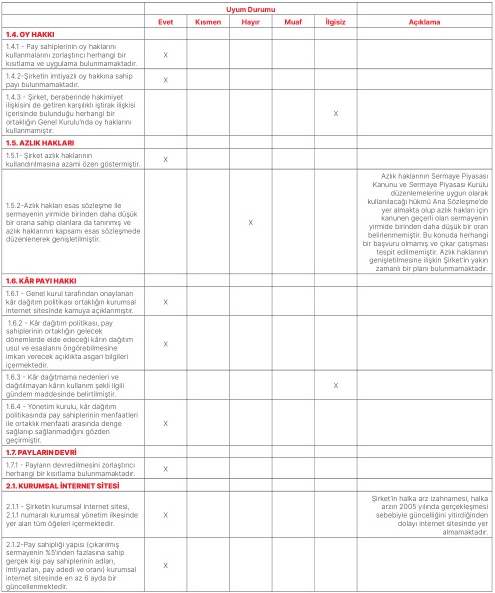 Uyum Durumu
Evet Kısmen Hayır Muaf İlgisiz Açıklama
1.4. OY HAKKI
1.4.1 - Pay sahiplerinin oy haklarını
kullanmalarını zorlaştırıcı herhangi bir
kısıtlama ve uygulama bulunmamaktadır.
X
1.4.2-Şirketin imtiyazlı oy hakkına sahip
payı bulunmamaktadır.
X
1.4.3 - Şirket, beraberinde hakimiyet
ilişkisini de getiren karşılıklı iştirak ilişkisi
içerisinde bulunduğu herhangi bir
ortaklığın Genel Kurulu'nda oy haklarını
kullanmamıştır.
X
1.5. AZLIK HAKLARI
1.5.1- Şirket azlık haklarının
kullandırılmasına azami özen göstermiştir.
X
1.5.2-Azlık hakları esas sözleşme ile
sermayenin yirmide birinden daha düşük
bir orana sahip olanlara da tanınmış ve
azlık haklarının kapsamı esas sözleşmede
düzenlenerek genişletilmiştir.
X
Azlık haklarının Sermaye Piyasası
Kanunu ve Sermaye Piyasası Kurulu
düzenlemelerine uygun olarak
kullanılacağı hükmü Ana Sözleşme'de
yer almakta olup azlık hakları için
kanunen geçerli olan sermayenin
yirmide birinden daha düşük bir oran
belirlenmemiştir. Bu konuda herhangi
bir başvuru olmamış ve çıkar çatışması
tespit edilmemiştir. Azlık haklarının
genişletilmesine ilişkin Şirket'in yakın
zamanlı bir planı bulunmamaktadır.
1.6. KÂR PAYI HAKKI
1.6.1 - Genel kurul tarafından onaylanan
kâr dağıtım politikası ortaklığın kurumsal
internet sitesinde kamuya açıklanmıştır.
X
1.6.2 - Kâr dağıtım politikası, pay
sahiplerinin ortaklığın gelecek
dönemlerde elde edeceği kârın dağıtım
usul ve esaslarını öngörebilmesine
imkan verecek açıklıkta asgari bilgileri
içermektedir.
X
1.6.3 - Kâr dağıtmama nedenleri ve
dağıtılmayan kârın kullanım şekli ilgili
gündem maddesinde belirtilmiştir.
X
1.6.4 - Yönetim kurulu, kâr dağıtım
politikasında pay sahiplerinin menfaatleri
ile ortaklık menfaati arasında denge
sağlanıp sağlanmadığını gözden
geçirmiştir.
X
1.7. PAYLARIN DEVRİ
1.7.1 - Payların devredilmesini zorlaştırıcı
herhangi bir kısıtlama bulunmamaktadır.
X
2.1. KURUMSAL İNTERNET SİTESİ
2.1.1 - Şirketin kurumsal internet sitesi,
2.1.1 numaralı kurumsal yönetim ilkesinde
yer alan tüm öğeleri içermektedir.
X
Şirket'in halka arz izahnamesi, halka
arzın 2005 yılında gerçekleşmesi
sebebiyle güncelliğini yitirdiğinden
dolayı internet sitesinde yer
almamaktadır.
2.1.2-Pay sahipliği yapısı (çıkarılmış
sermayenin %5'inden fazlasına sahip
gerçek kişi pay sahiplerinin adları,
imtiyazları, pay adedi ve oranı) kurumsal
internet sitesinde en az 6 ayda bir
güncellenmektedir.
X